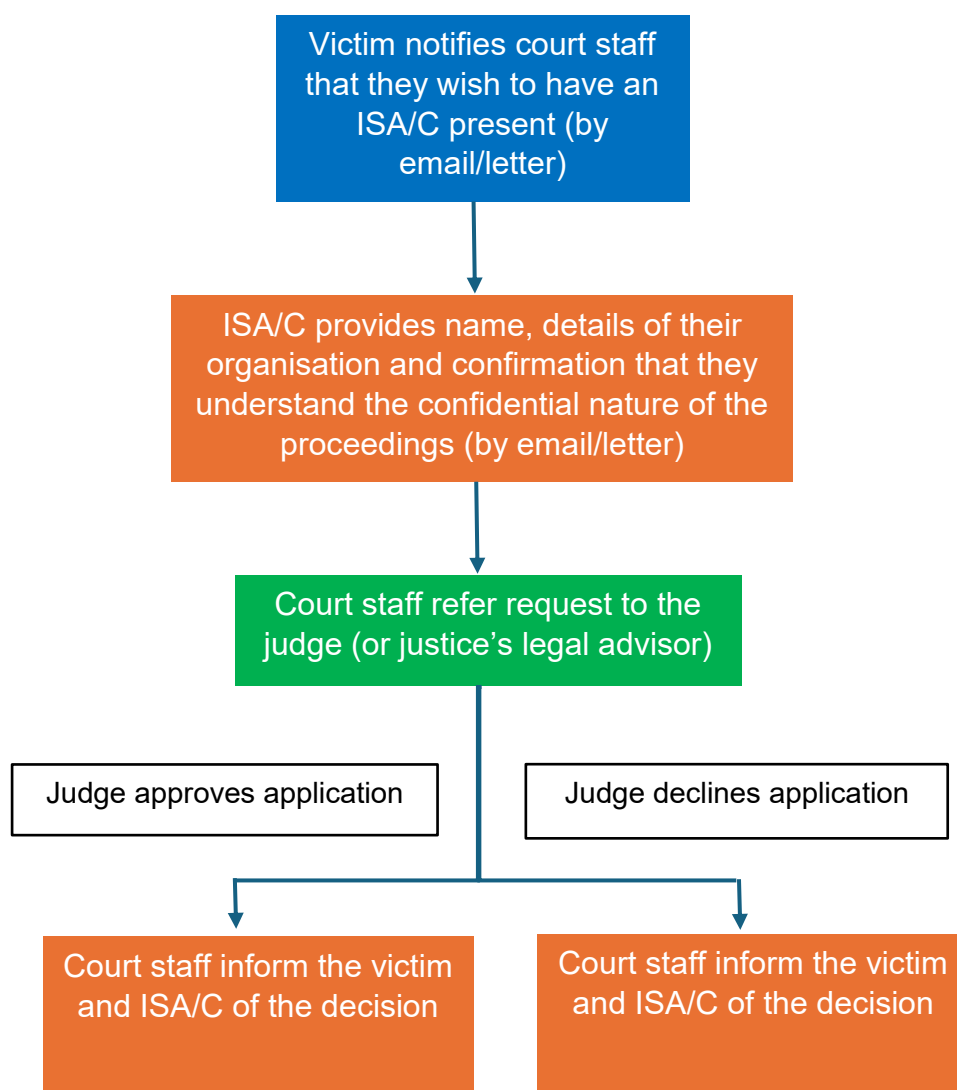 Victim notifies court staff
that they wish to have an
ISA/C present (by
email/letter)
ISA/C provides name, details of their
organisation and confirmation that they
understand the confidential nature of the
proceedings (by email/letter)
Court staff refer request to the
judge (or justice’s legal advisor)
Judge approves application
Judge declines application
Court staff inform the victim
and ISA/C of the decision
Court staff inform the victim
and ISA/C of the decision